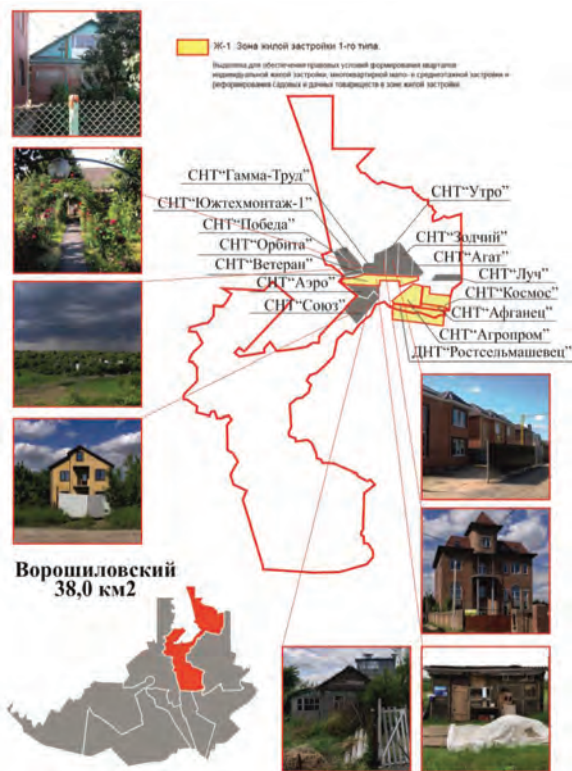 Ж-1. Зона жилой застройки 1-го типа.
Выделена для обеспечения правовых условий формирования кварталов
индивидуальной жилой застройки, многоквартирной мало- и среднеэтажной застройки и
реформирования садовых и дачных товариществ в зоне жилой застройки
СНТ"Гамма-Труд"
СНТ"Утро"
СНТ"Южтехмонтаж-1"
СНТ"Победа"
СНТ"Зодчий"
СНТ"Орбита"
СНТ"Агат"
СНТ"Ветеран"
СНТ"Луч"
СНТ"Аэро"
СНТ"Космос"
СНТ"Союз"
СНТ"Афганец"
СНТ"Агропром"
ДНТ"Ростсельмашевец"
Ворошиловский
38,0 км2